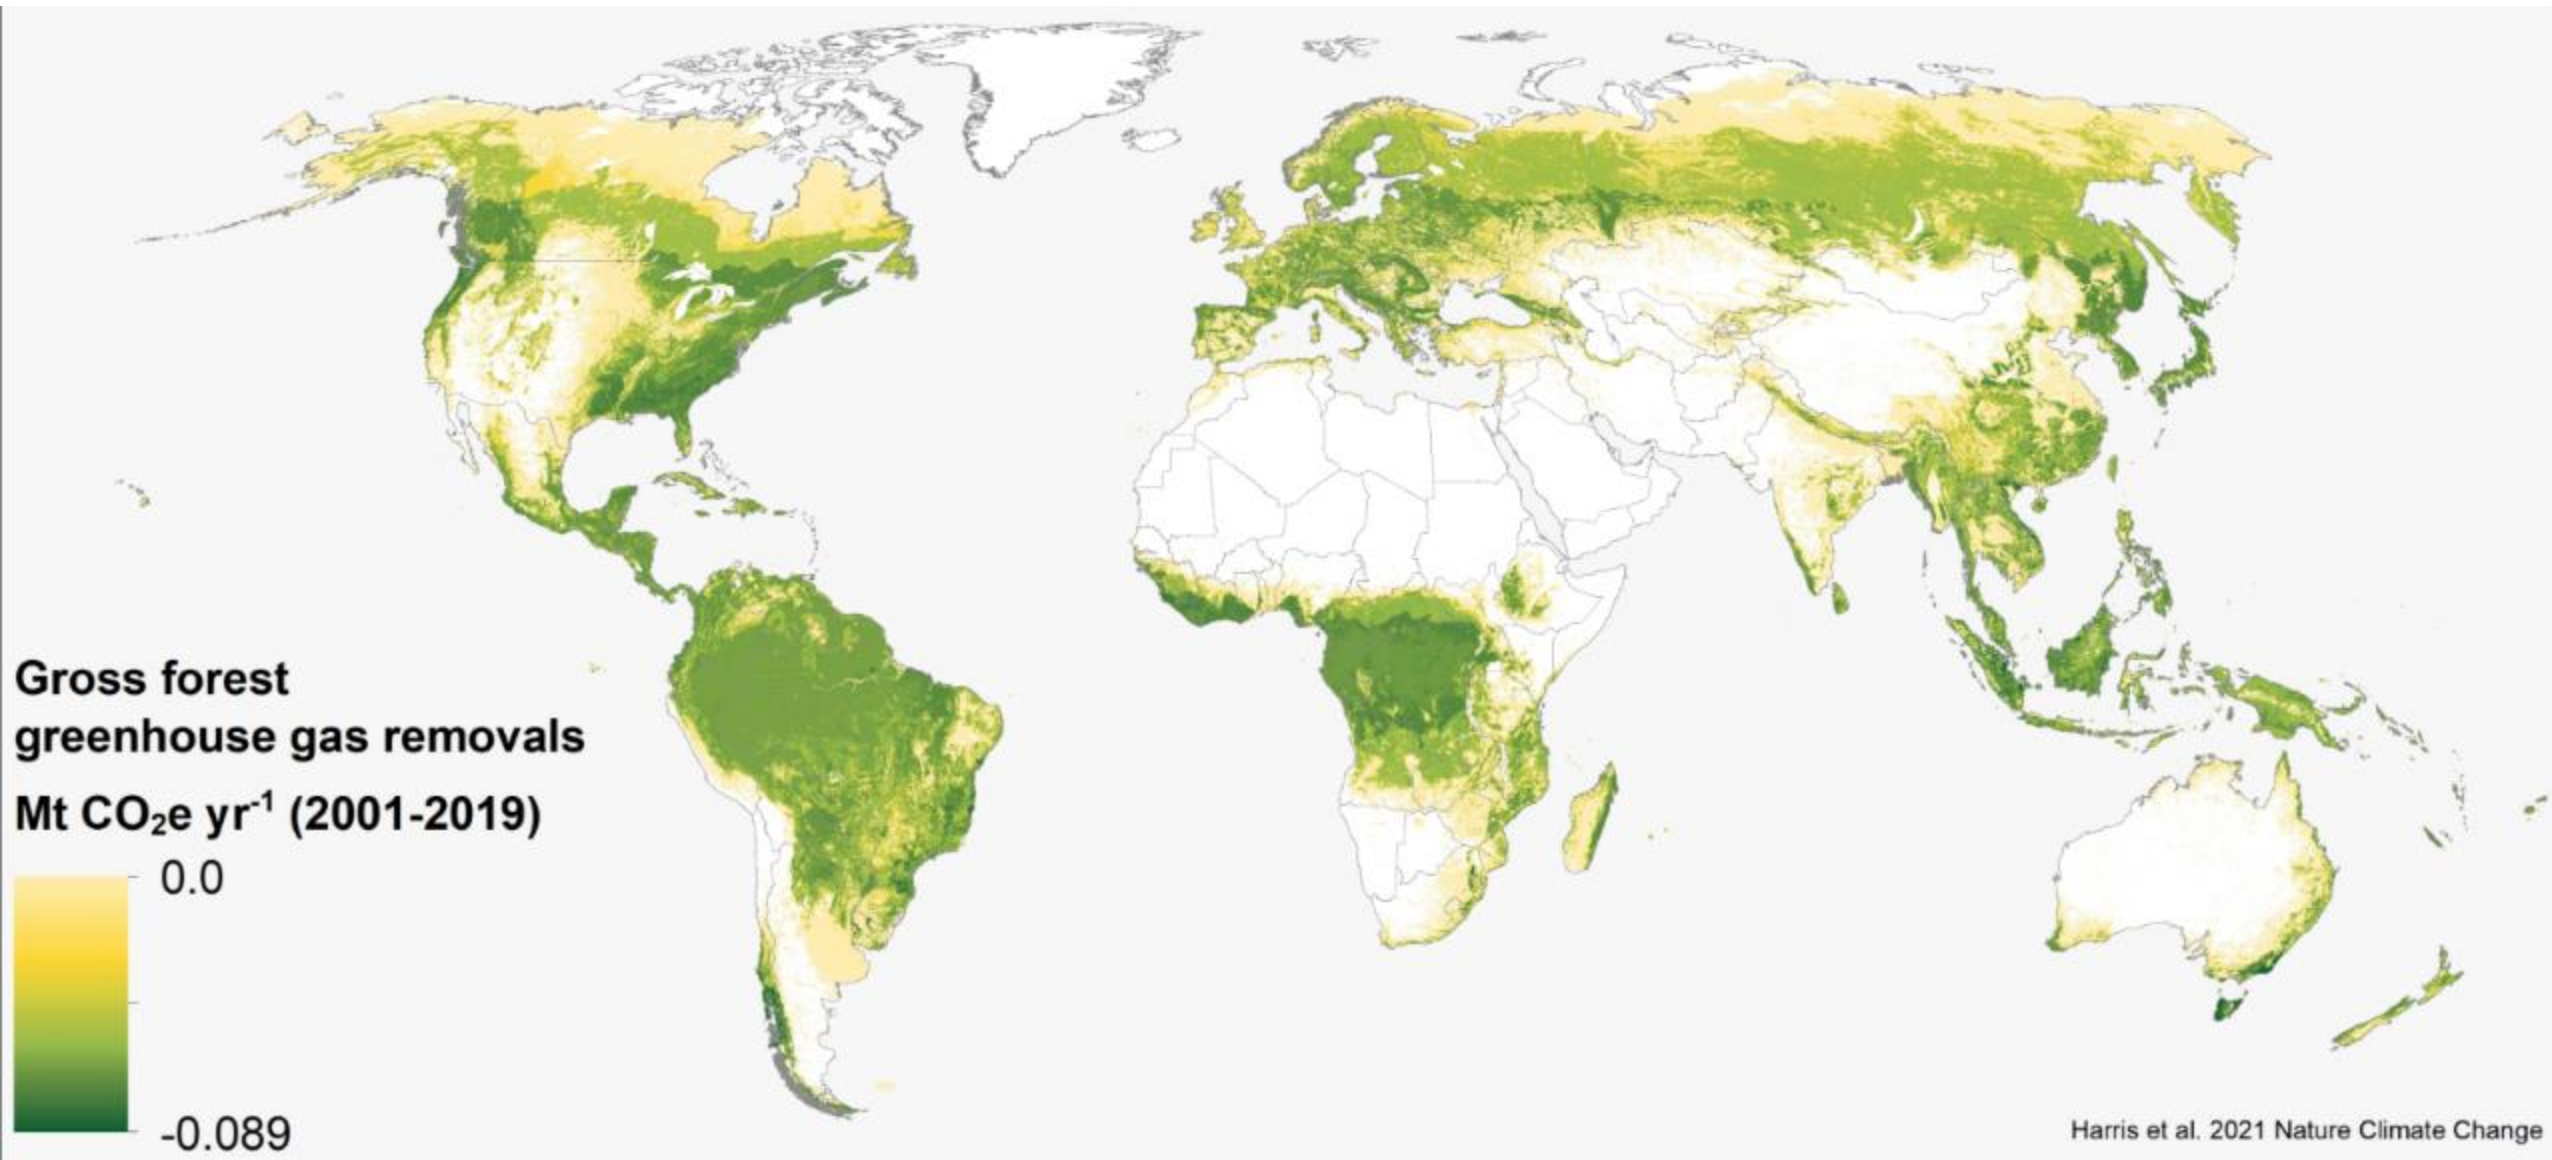 Gross forest
greenhouse gas removals
Mt CO₂e yr⁻¹ (2001-2019)
0.0
-0.089
Harris et al. 2021 Nature Climate Change